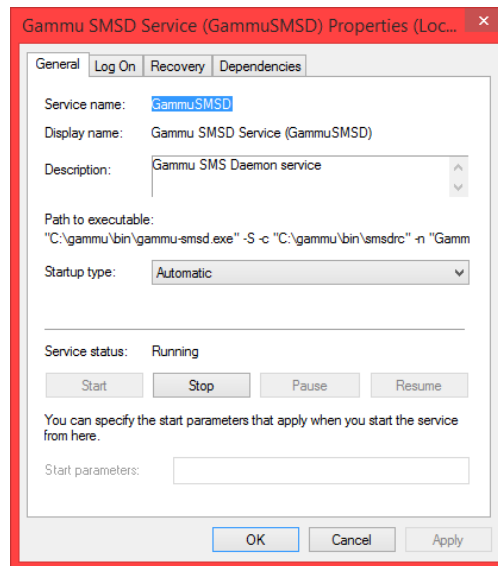 Gammu SMSD Service (GammuSMSD) Properties (Loc...
General Log On Recovery Dependencies
Service name: GammuSMSD
Display name: Gammu SMSD Service (GammuSMSD)
Description: Gammu SMS Daemon service
Path to executable:
"C:\gammu\bin\gammu-smsd.exe" -S -c "C:\gammu\bin\smsdrc" -n "Gamm
Startup type: Automatic
Service status: Running
Start Stop Pause Resume
You can specify the start parameters that apply when you start the service
from here.
Start parameters:
OK Cancel Apply